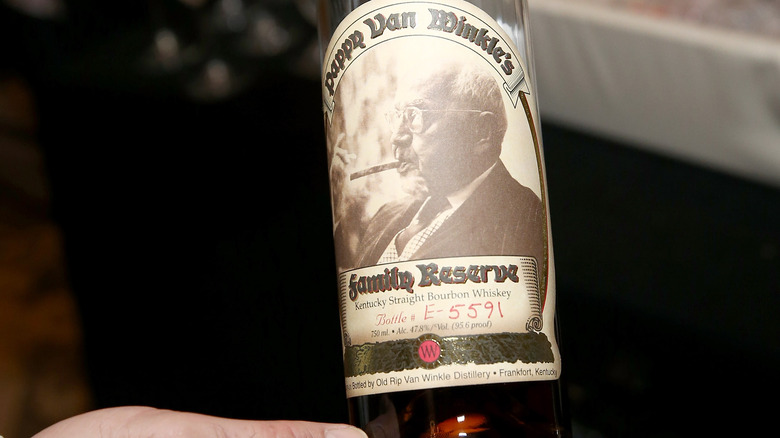 Pappy Van Winkle's
Family Reserve
Kentucky Straight Bourbon Whiskey
Bottle # E-5591
750 ml. • Alc. 47.8% Vol. (95.6 proof)
W
Bottled by Old Rip Van Winkle Distillery • Frankfort, Kentucky